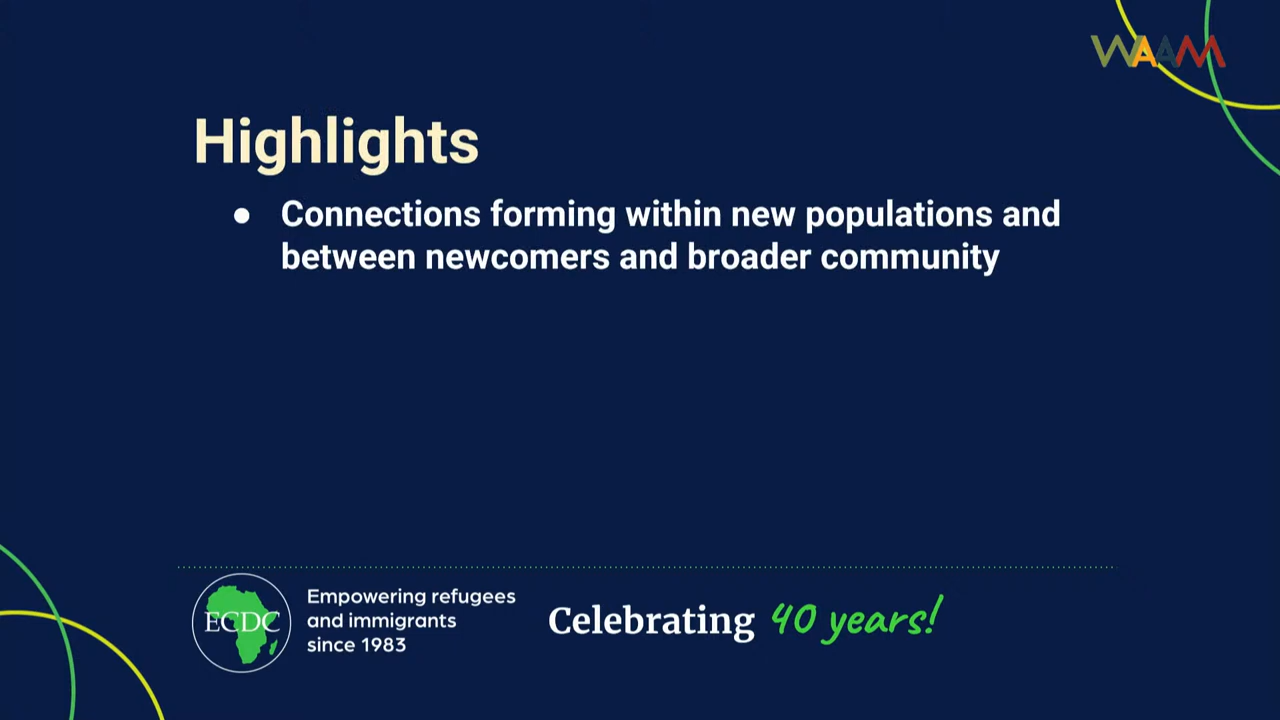 WAAM
Highlights
● Connections forming within new populations and
between newcomers and broader community
ECDC
Empowering refugees
and immigrants
since 1983
Celebrating 40 years!